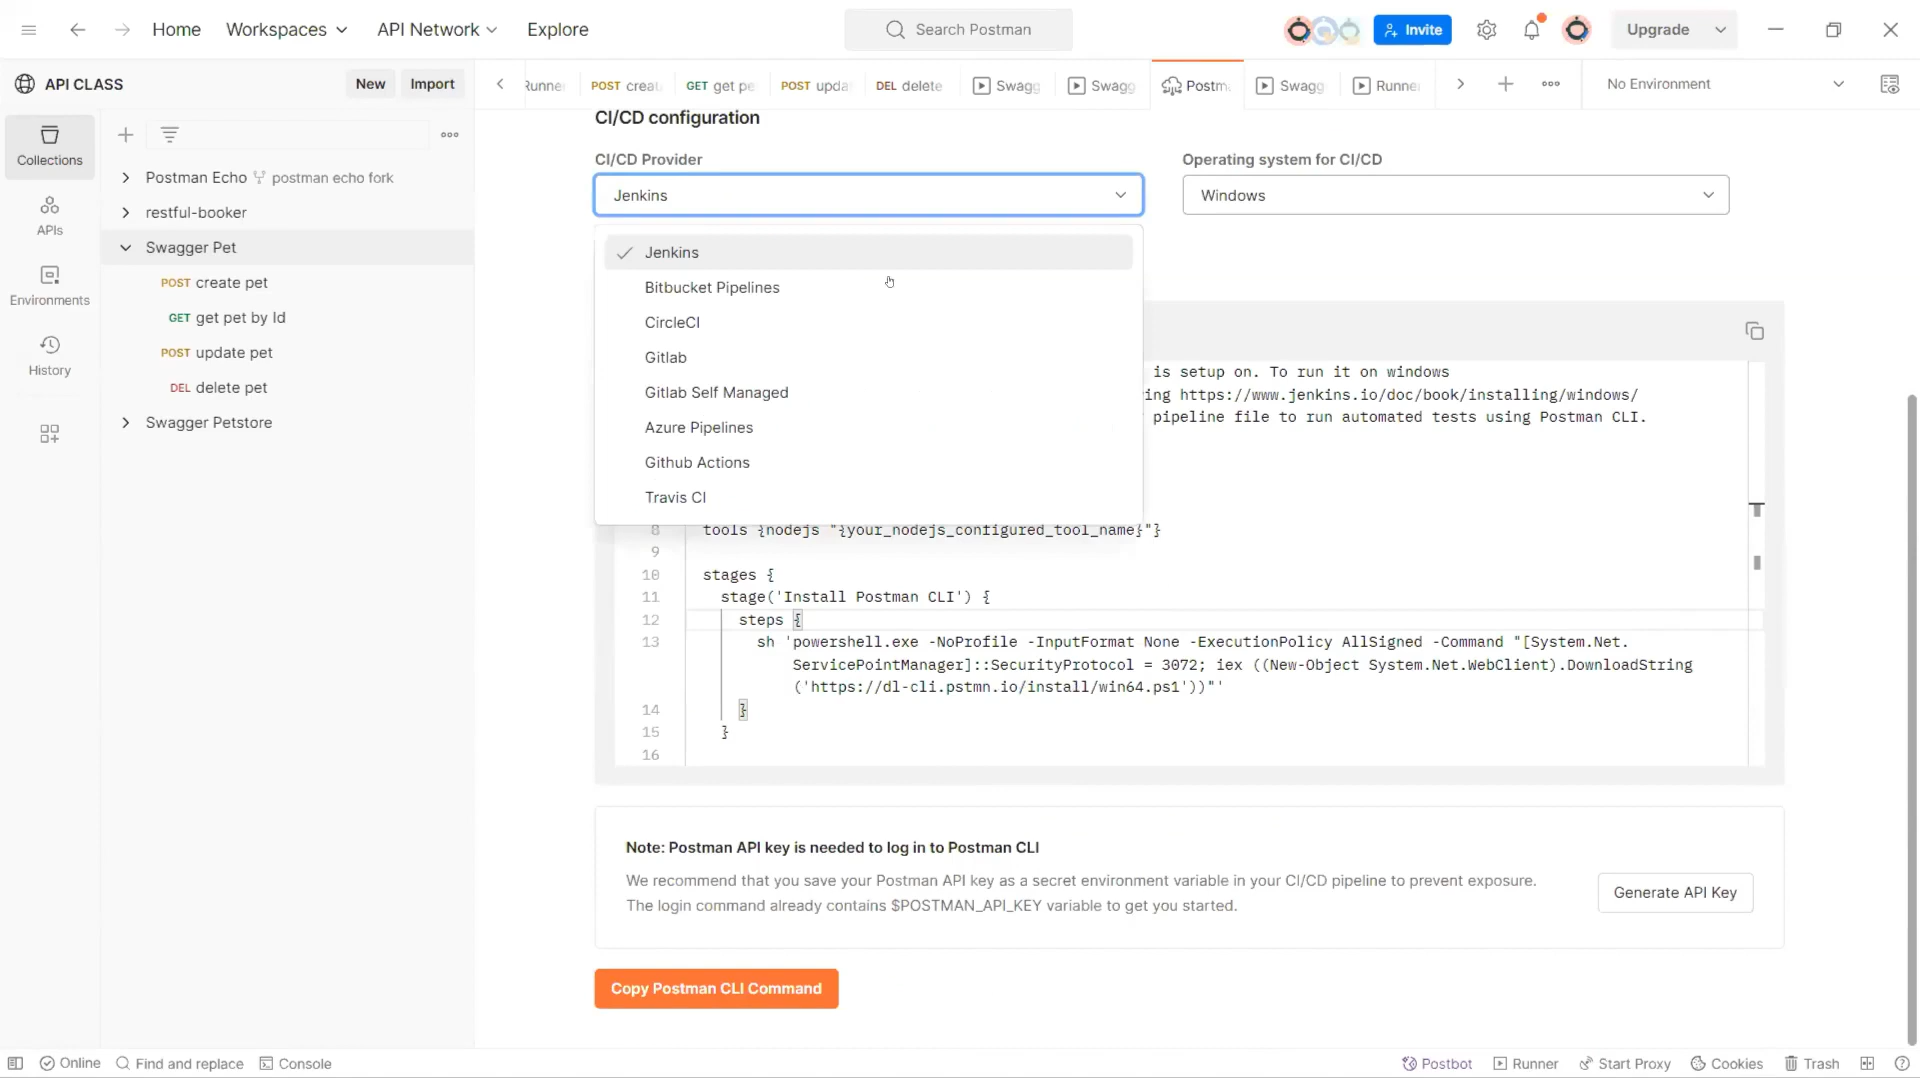 Home
Workspaces
API Network
Explore
Search Postman
Invite
Upgrade
API CLASS
New
Import
Runner
POST creat
GET get pe
POST updat
DEL delete
Swagg
Swagg
Postma
Swagg
Runner
No Environment
Collections
APIs
Environments
History
Postman Echo postman echo fork
restful-booker
Swagger Pet
POST create pet
GET get pet by Id
POST update pet
DEL delete pet
Swagger Petstore
CI/CD configuration
CI/CD Provider
Operating system for CI/CD
Jenkins
Windows
Jenkins
Bitbucket Pipelines
CircleCI
Gitlab
Gitlab Self Managed
Azure Pipelines
Github Actions
Travis CI
is setup on. To run it on windows
ing https://www.jenkins.io/doc/book/installing/windows/
pipeline file to run automated tests using Postman CLI.
8 tools {nodejs "{your_nodejs_configured_tool_name}"}
9
10 stages {
11 stage('Install Postman CLI') {
12 steps {
13 sh 'powershell.exe -NoProfile -InputFormat None -ExecutionPolicy AllSigned -Command "[System.Net.
ServicePointManager]::SecurityProtocol = 3072; iex ((New-Object System.Net.WebClient).DownloadString
('https://dl-cli.pstmn.io/install/win64.ps1'))"'
14 }
15 }
16
Note: Postman API key is needed to log in to Postman CLI
We recommend that you save your Postman API key as a secret environment variable in your CI/CD pipeline to prevent exposure.
The login command already contains $POSTMAN_API_KEY variable to get you started.
Generate API Key
Copy Postman CLI Command
Online
Find and replace
Console
Postbot
Runner
Start Proxy
Cookies
Trash